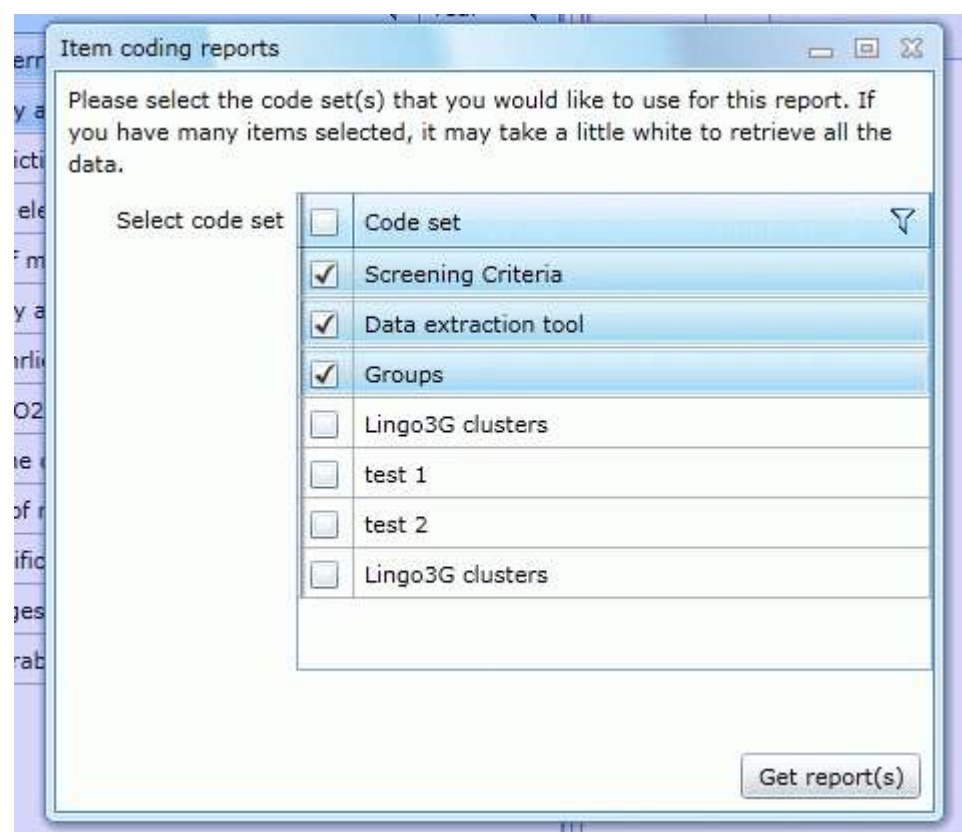 Item coding reports
Please select the code set(s) that you would like to use for this report. If
you have many items selected, it may take a little white to retrieve all the
data.
Select code set
Code set
Screening Criteria
Data extraction tool
Groups
Lingo3G clusters
test 1
test 2
Lingo3G clusters
Get report(s)